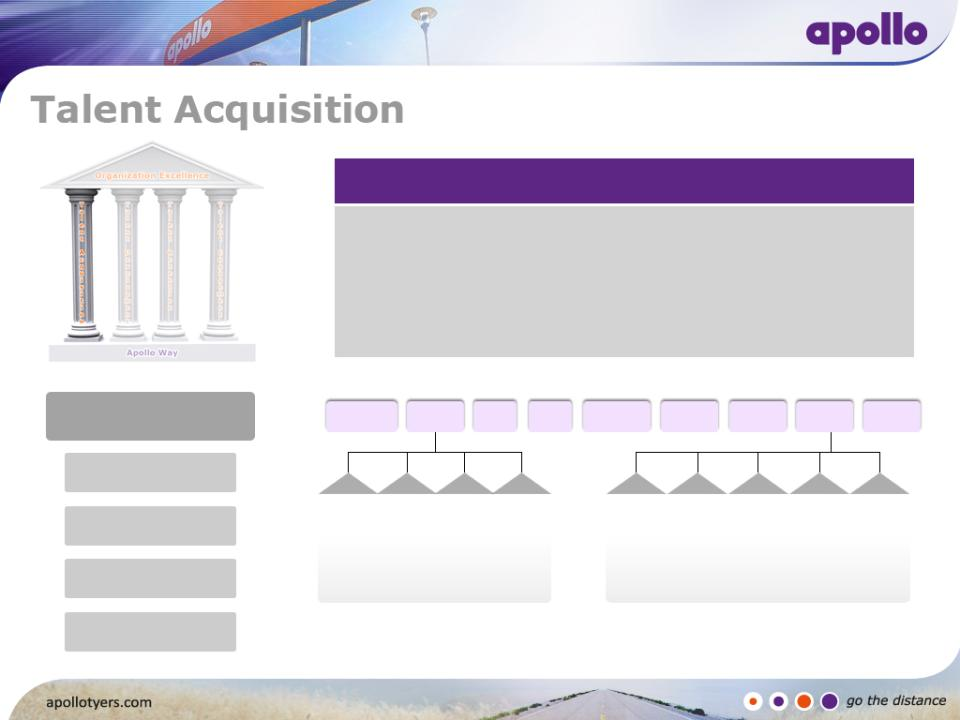 apollo
apollo
Talent Acquisition
Organization Excellence
Apollo Way
apollotyers.com
go the distance